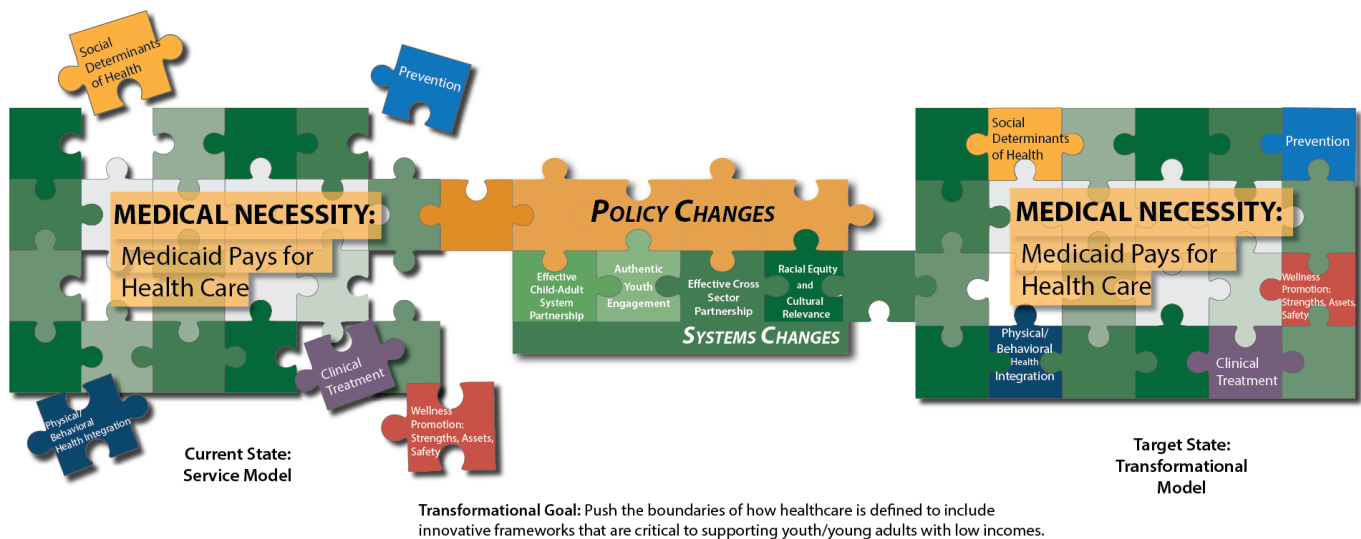 Social
Determinants
of Health
Prevention
MEDICAL NECESSITY:
Medicaid Pays for
Health Care
Physical/
Behavioral
Health Integration
Clinical
Treatment
Wellness
Promotion:
Strengths, Assets,
Safety
Current State:
Service Model
POLICY CHANGES
Effective
Child-Adult
System
Partnership
Authentic
Youth
Engagement
Effective Cross
Sector
Partnership
Racial Equity
and
Cultural
Relevance
SYSTEMS CHANGES
Social
Determinants
of Health
Prevention
MEDICAL NECESSITY:
Medicaid Pays for
Health Care
Wellness
Promotion:
Strengths, Assets,
Safety
Physical/
Behavioral
Health
Integration
Clinical
Treatment
Target State:
Transformational
Model
Transformational Goal: Push the boundaries of how healthcare is defined to include
innovative frameworks that are critical to supporting youth/young adults with low incomes.